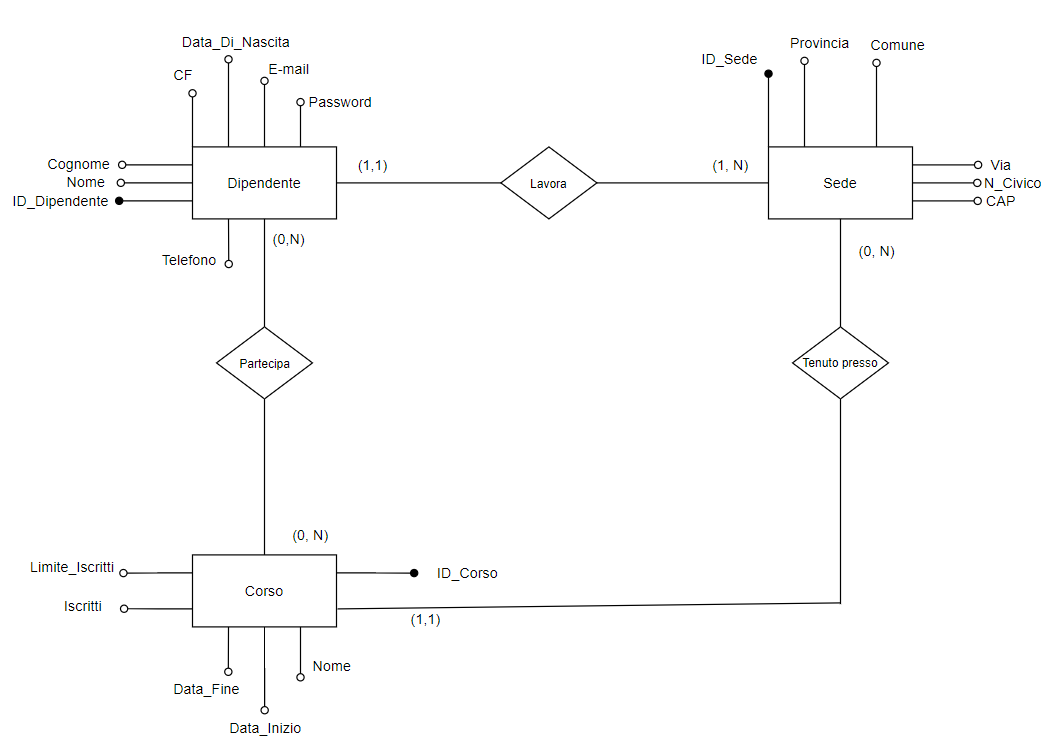 Data_Di_Nascita
CF
E-mail
Password
Cognome
Nome
ID_Dipendente
Dipendente
(1,1)
Telefono
(0,N)
Lavora
(1, N)
ID_Sede
Provincia
Comune
Sede
Via
N_Civico
CAP
(0, N)
Partecipa
Tenuto presso
(0, N)
Limite_Iscritti
Iscritti
Corso
ID_Corso
(1,1)
Nome
Data_Fine
Data_Inizio